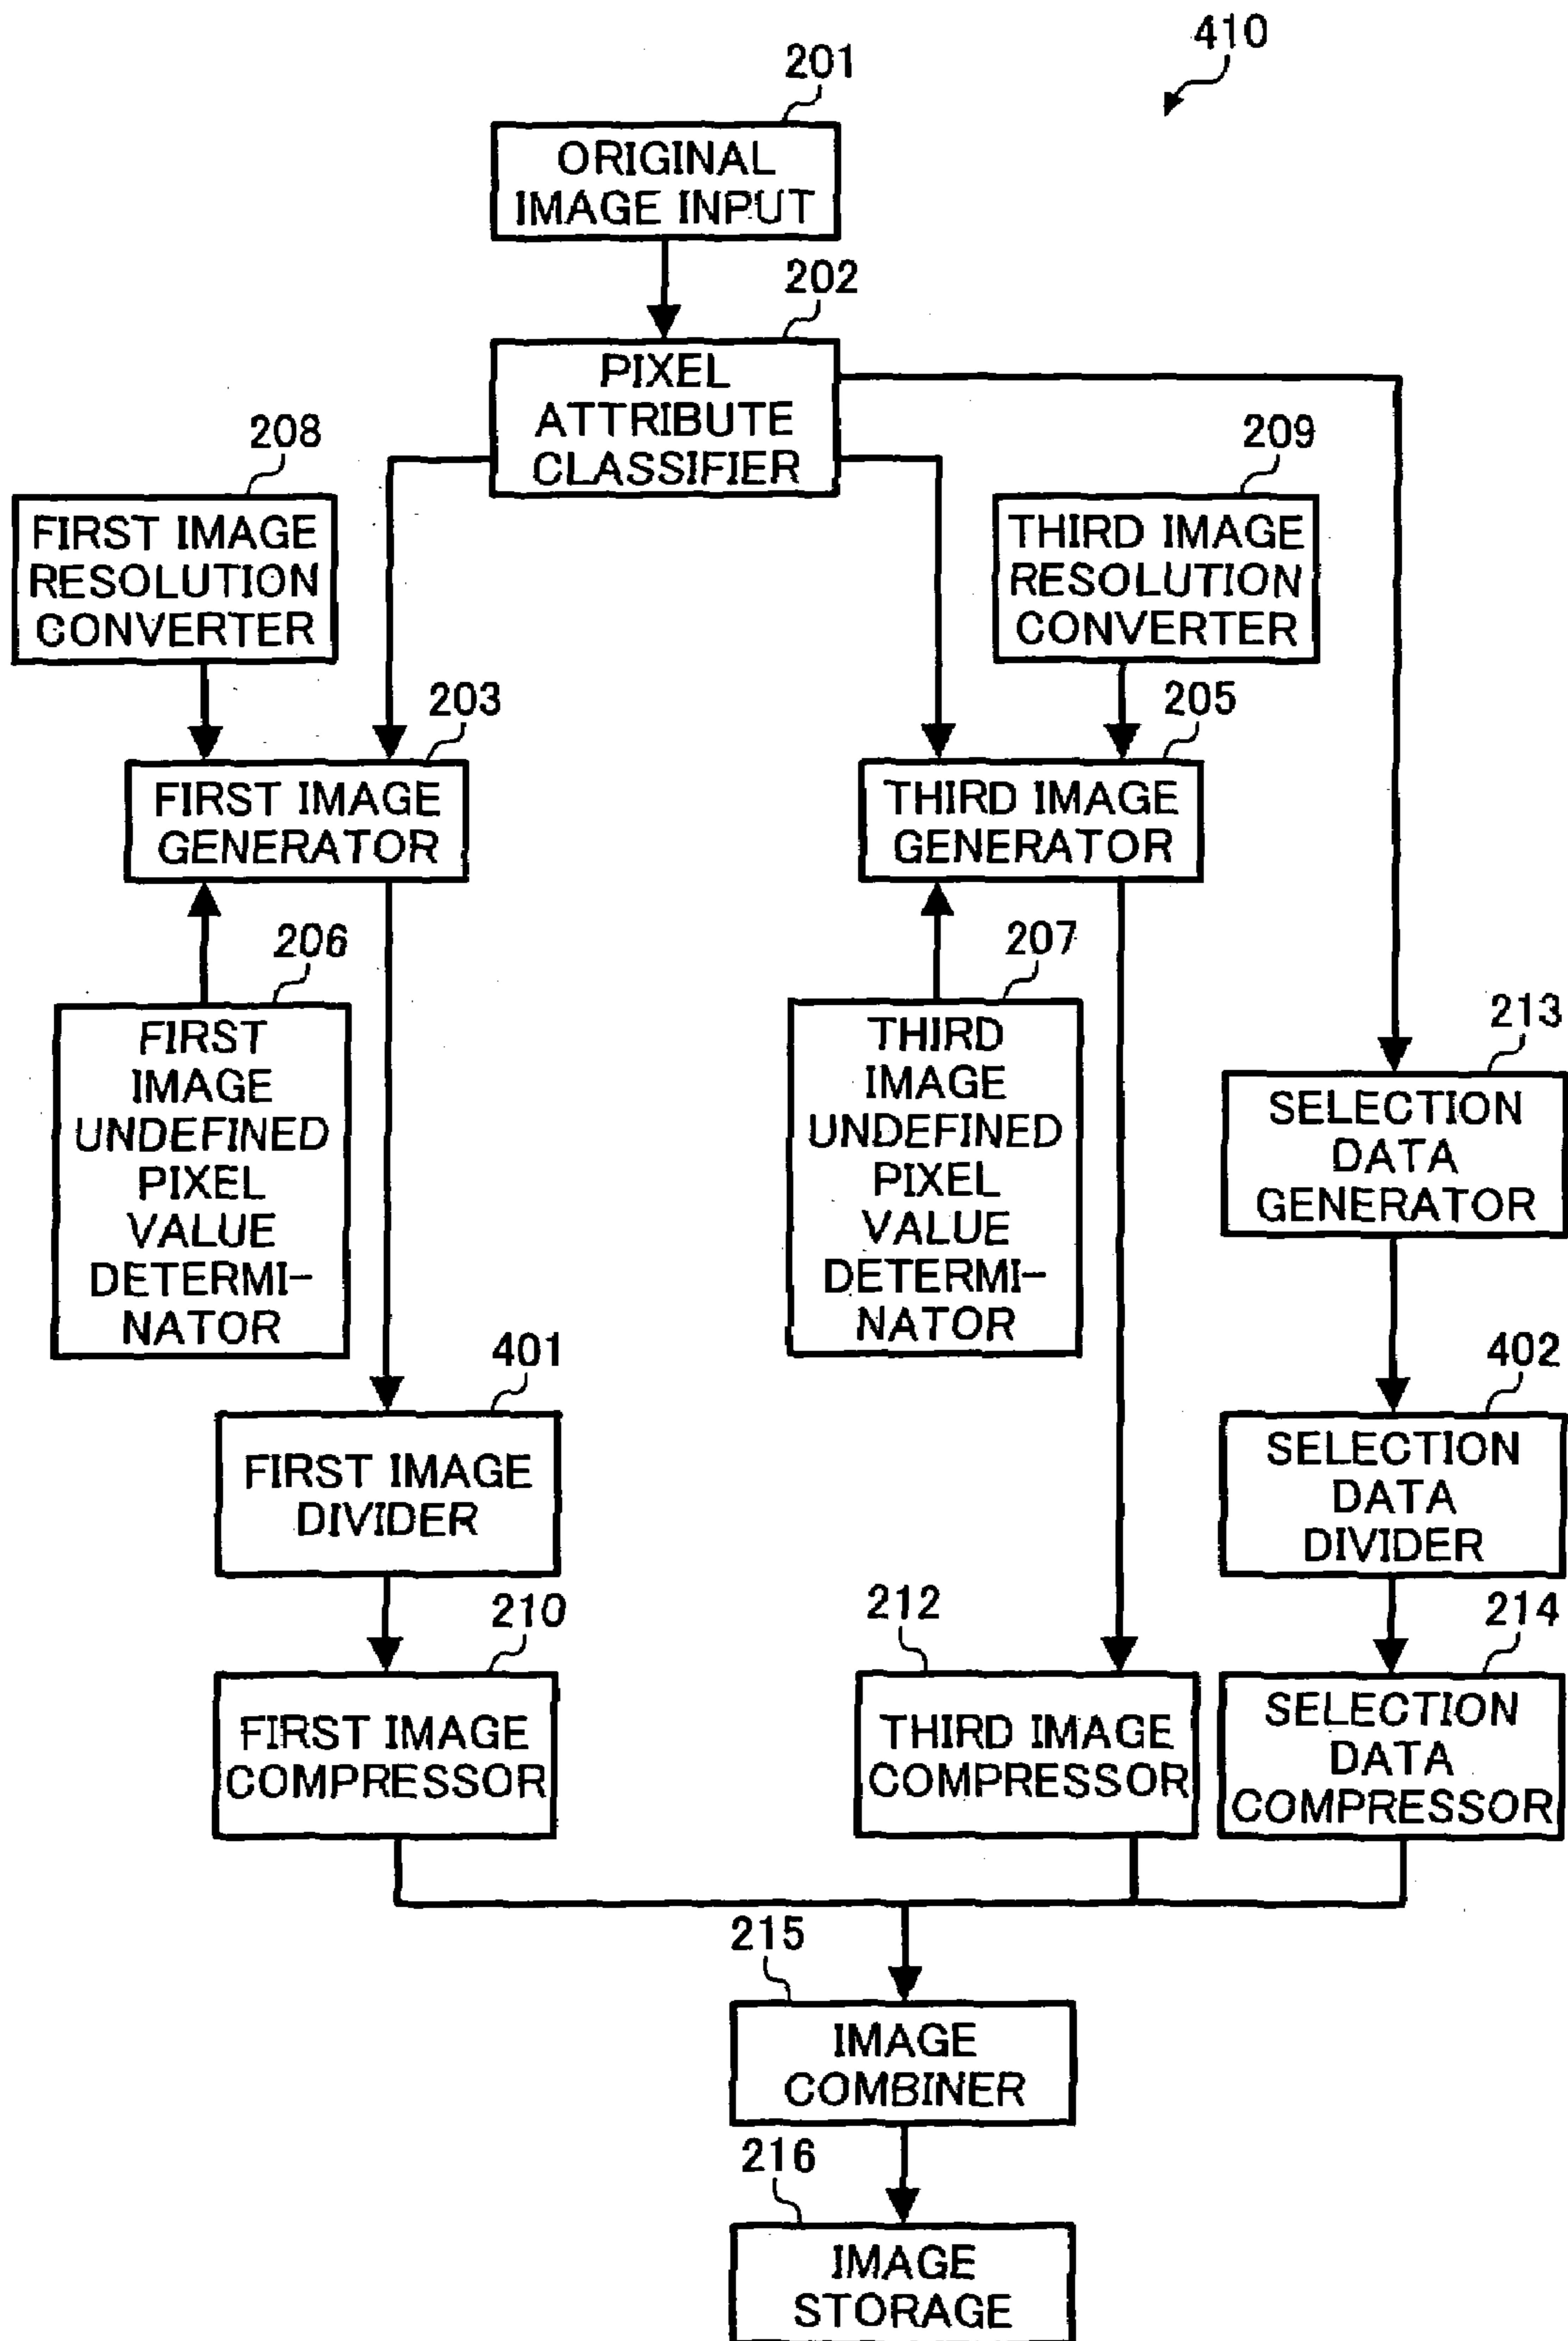 410
201
ORIGINAL
IMAGE INPUT
202
PIXEL
ATTRIBUTE
CLASSIFIER
208
FIRST IMAGE
RESOLUTION
CONVERTER
209
THIRD IMAGE
RESOLUTION
CONVERTER
203
FIRST IMAGE
GENERATOR
205
THIRD IMAGE
GENERATOR
206
FIRST
IMAGE
UNDEFINED
PIXEL
VALUE
DETERMI-
NATOR
207
THIRD
IMAGE
UNDEFINED
PIXEL
VALUE
DETERMI-
NATOR
213
SELECTION
DATA
GENERATOR
401
FIRST IMAGE
DIVIDER
402
SELECTION
DATA
DIVIDER
210
FIRST IMAGE
COMPRESSOR
212
THIRD IMAGE
COMPRESSOR
214
SELECTION
DATA
COMPRESSOR
215
IMAGE
COMBINER
216
IMAGE
STORAGE